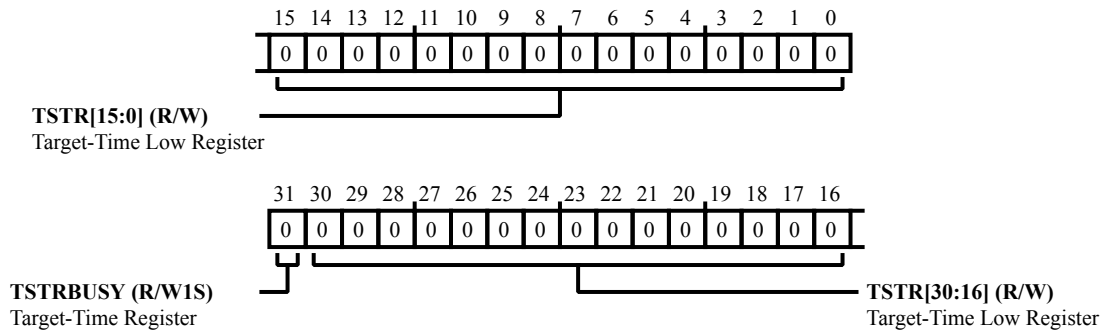 15 14 13 12 11 10 9 8 7 6 5 4 3 2 1 0
0 0 0 0 0 0 0 0 0 0 0 0 0 0 0 0
TSTR[15:0] (R/W)
Target-Time Low Register
31 30 29 28 27 26 25 24 23 22 21 20 19 18 17 16
0 0 0 0 0 0 0 0 0 0 0 0 0 0 0 0
TSTRBUSY (R/W1S)
Target-Time Register
TSTR[30:16] (R/W)
Target-Time Low Register